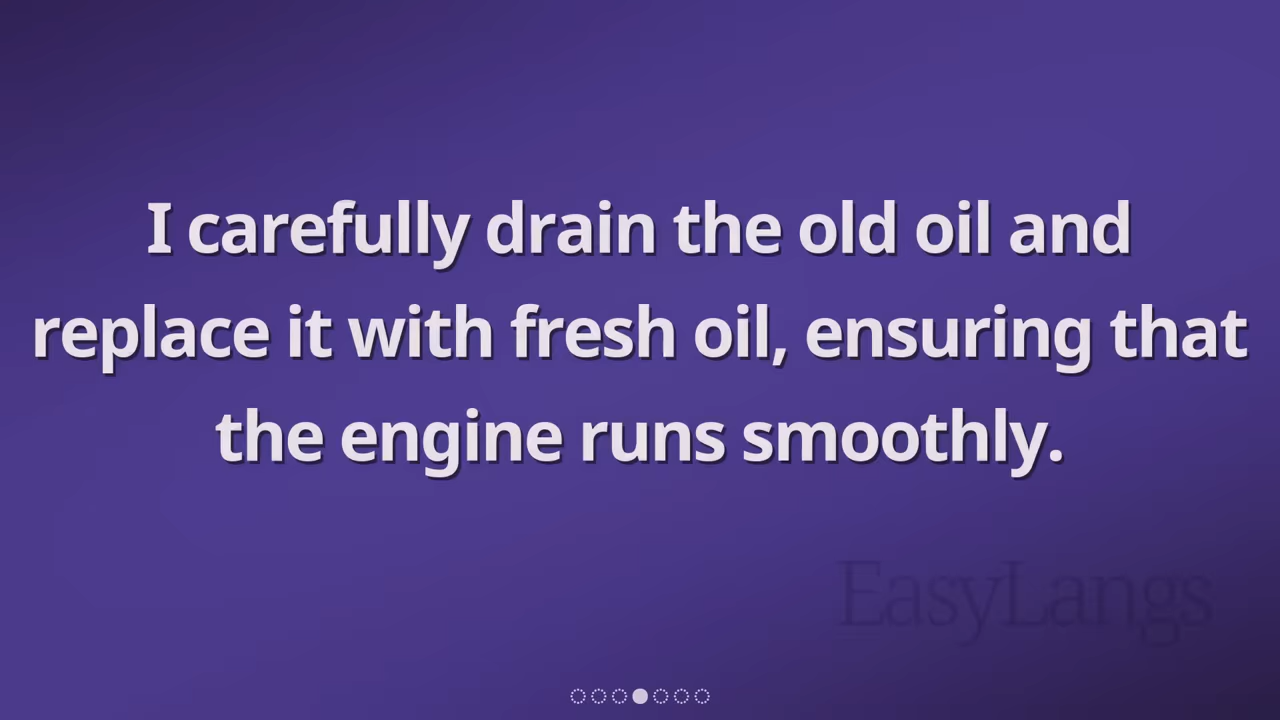 I carefully drain the old oil and
replace it with fresh oil, ensuring that
the engine runs smoothly.
EasyLangs